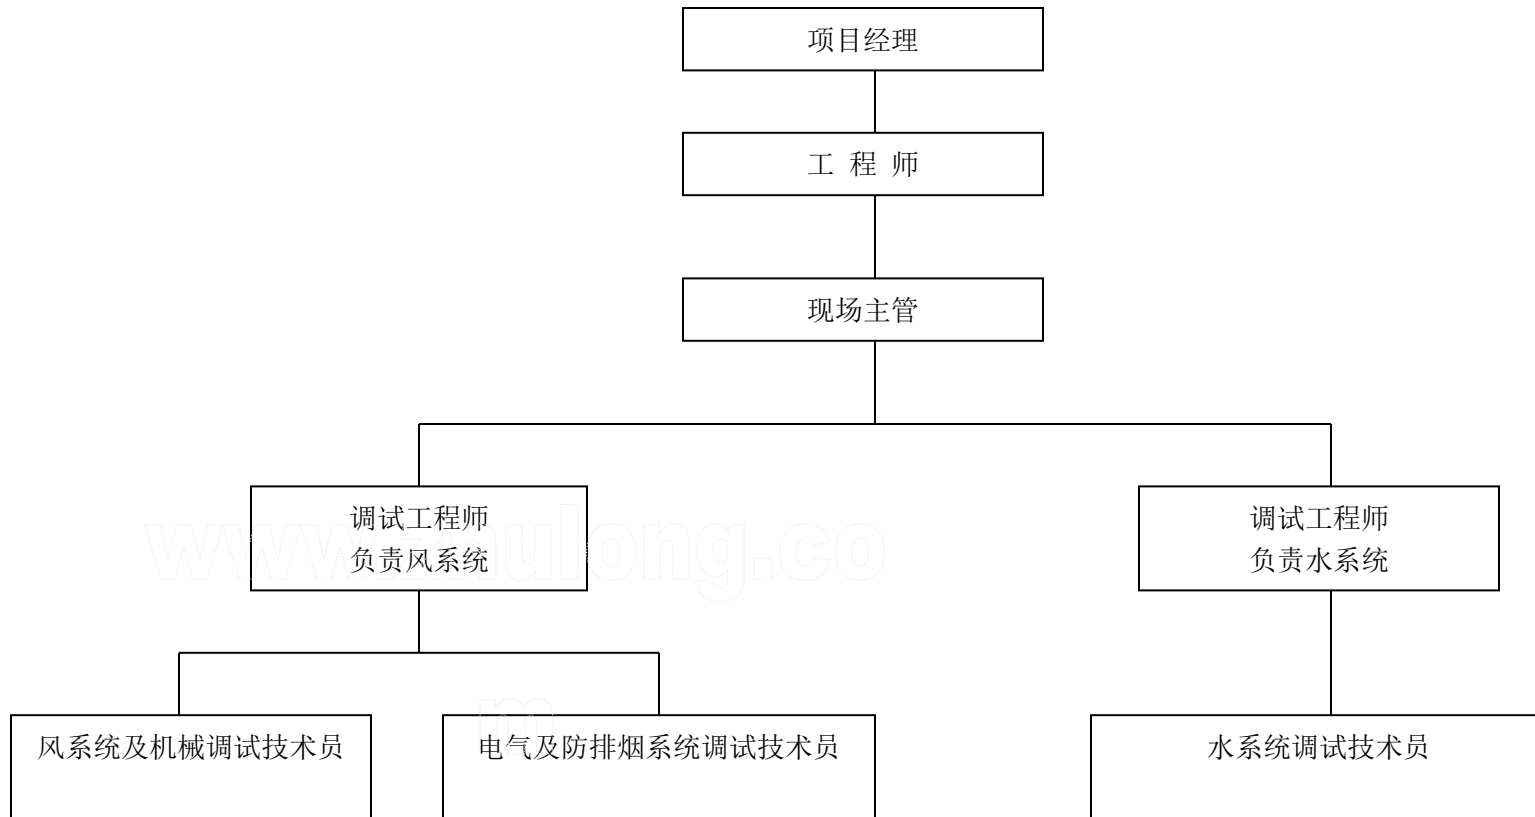 项目经理
工 程 师
现场主管
调试工程师
负责风系统
调试工程师
负责水系统
www.zhulong.co
m
风系统及机械调试技术员
电气及防排烟系统调试技术员
水系统调试技术员